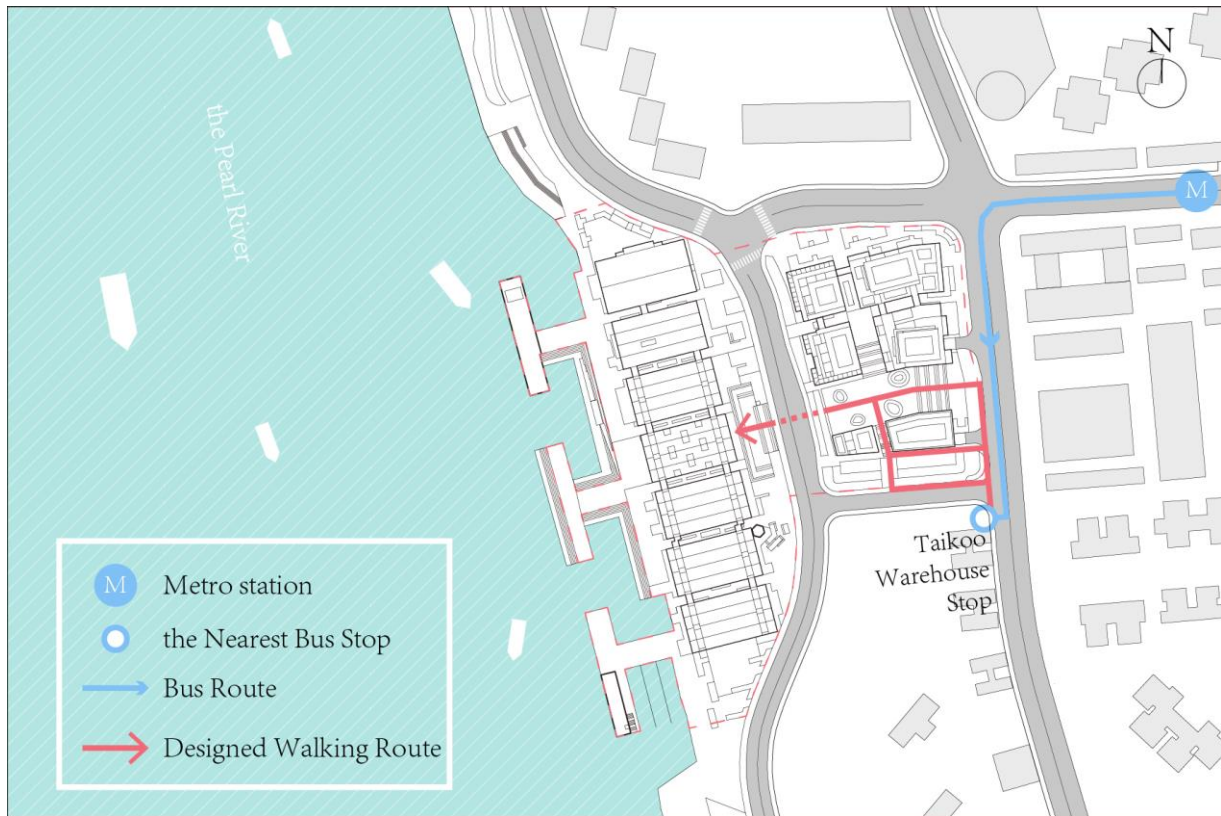 the Pearl River
N
M
Taikoo
Warehouse
Stop
M
Metro station
the Nearest Bus Stop
Bus Route
Designed Walking Route